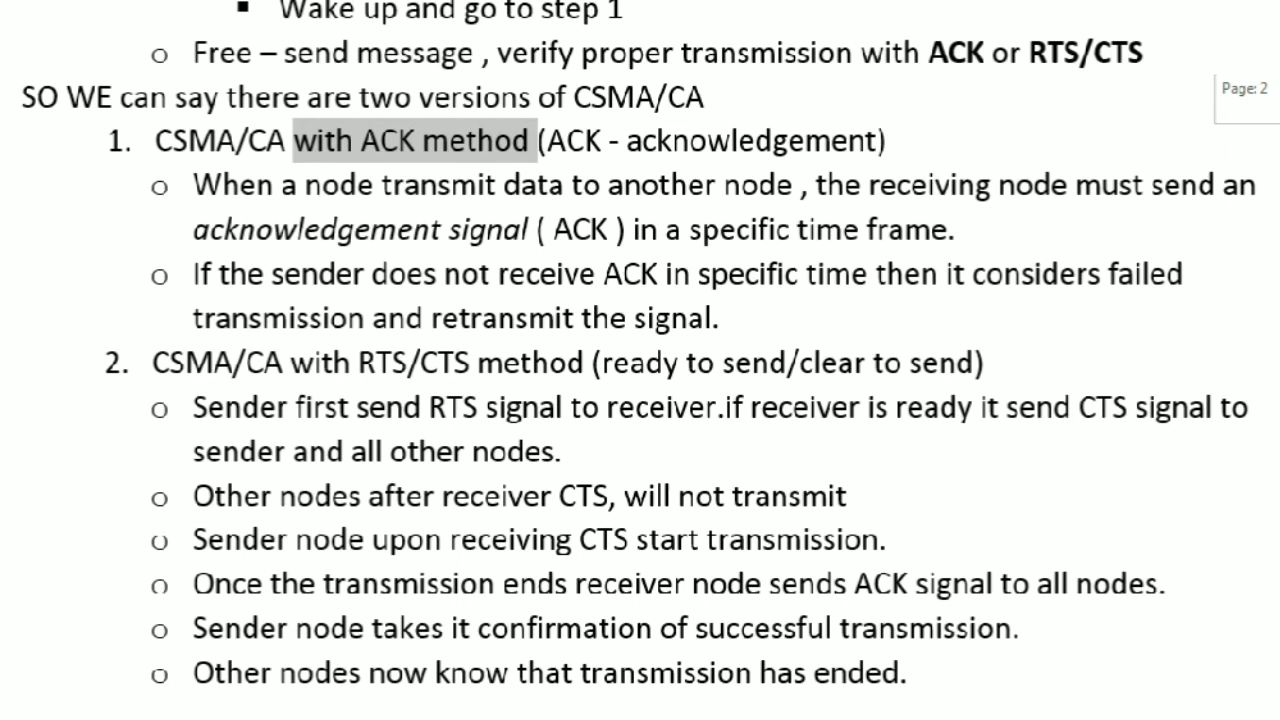 ▪ Wake up and go to step 1
o Free – send message , verify proper transmission with ACK or RTS/CTS
SO WE can say there are two versions of CSMA/CA
Page: 2
1. CSMA/CA with ACK method (ACK - acknowledgement)
o When a node transmit data to another node , the receiving node must send an
acknowledgement signal ( ACK ) in a specific time frame.
o If the sender does not receive ACK in specific time then it considers failed
transmission and retransmit the signal.
2. CSMA/CA with RTS/CTS method (ready to send/clear to send)
o Sender first send RTS signal to receiver.if receiver is ready it send CTS signal to
sender and all other nodes.
o Other nodes after receiver CTS, will not transmit
o Sender node upon receiving CTS start transmission.
o Once the transmission ends receiver node sends ACK signal to all nodes.
o Sender node takes it confirmation of successful transmission.
o Other nodes now know that transmission has ended.